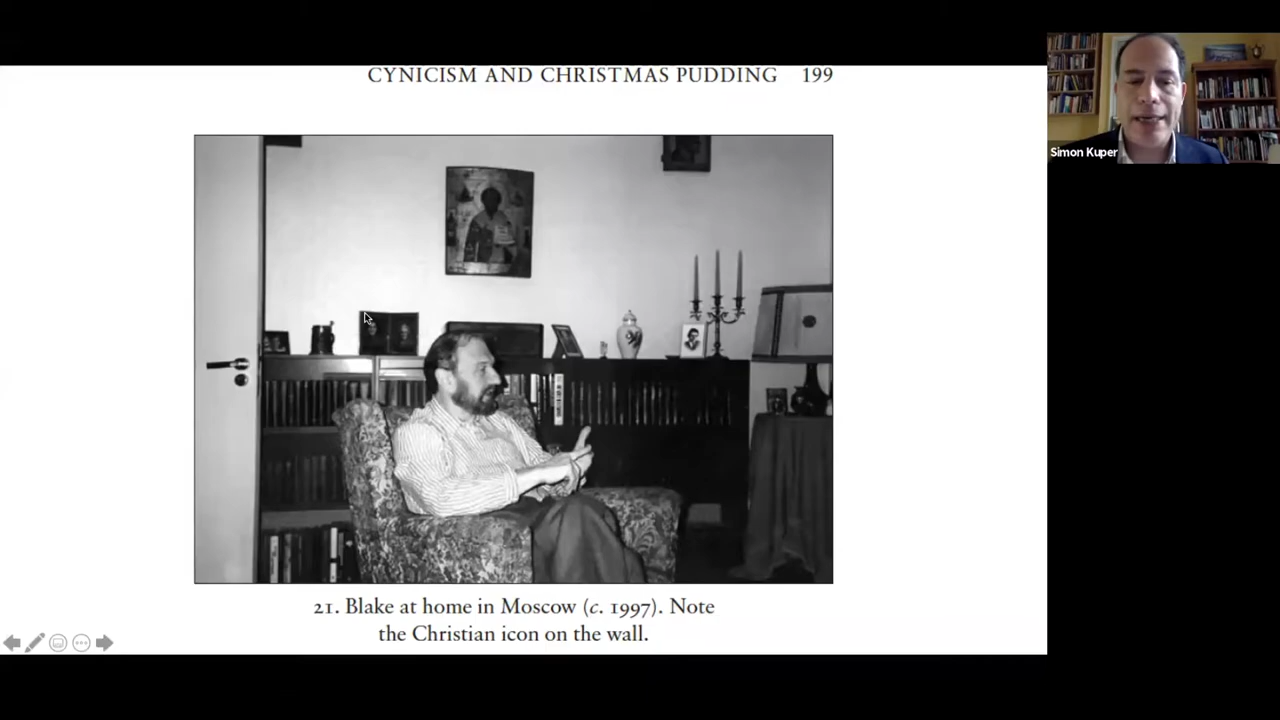 CYNICISM AND CHRISTMAS PUDDING 199
Simon Kuper
21. Blake at home in Moscow (c. 1997). Note
the Christian icon on the wall.